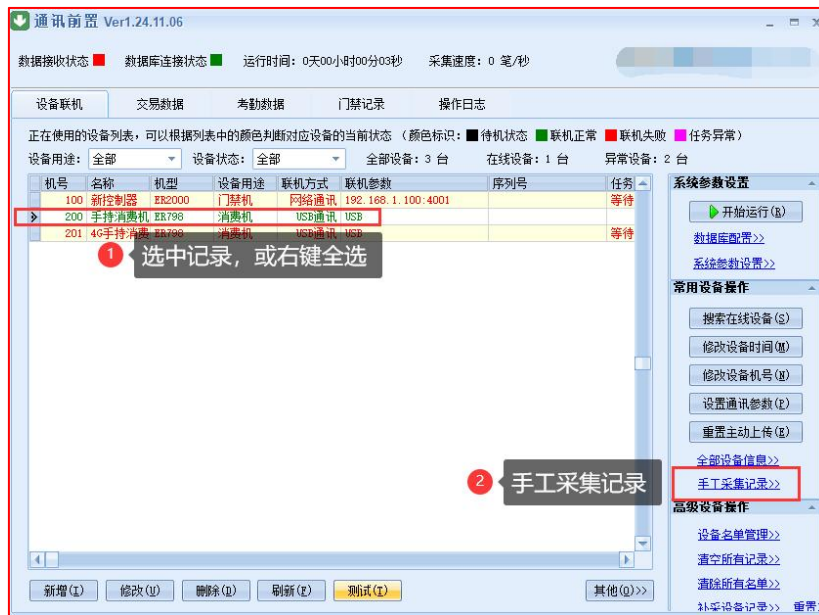 通讯前置 Ver1.24.11.06
数据接收状态 数据库连接状态 运行时间：0天00小时00分03秒 采集速度：0 笔/秒
设备联机 交易数据 考勤数据 门禁记录 操作日志
正在使用的设备列表，可以根据列表中的颜色判断对应设备的当前状态 （颜色标识： 待机状态 联机正常 联机失败 任务异常）
设备用途： 全部 设备状态： 全部 全部设备：3 台 在线设备：1 台 异常设备：2 台
机号 名称 机型 设备用途 联机方式 联机参数 序列号 任务
100 新控制器 ER2000 门禁机 网络通讯 192.168.1.100:4001 等待
200 手持消费机 ER798 消费机 USB通讯 USB
201 4G手持消费 ER798 消费机 USB通讯 USB 等待
1 选中记录，或右键全选
系统参数设置
开始运行(R)
数据库配置>>
系统参数设置>>
常用设备操作
搜索在线设备(S)
修改设备时间(M)
修改设备机号(N)
设置通讯参数(P)
重置主动上传(E)
全部设备信息>>
2 手工采集记录
手工采集记录>>
高级设备操作
设备名单管理>>
清空所有记录>>
清除所有名单>>
补采设备记录>> 重置
新增(I) 修改(U) 删除(D) 刷新(F) 测试(T) 其他(O)>>